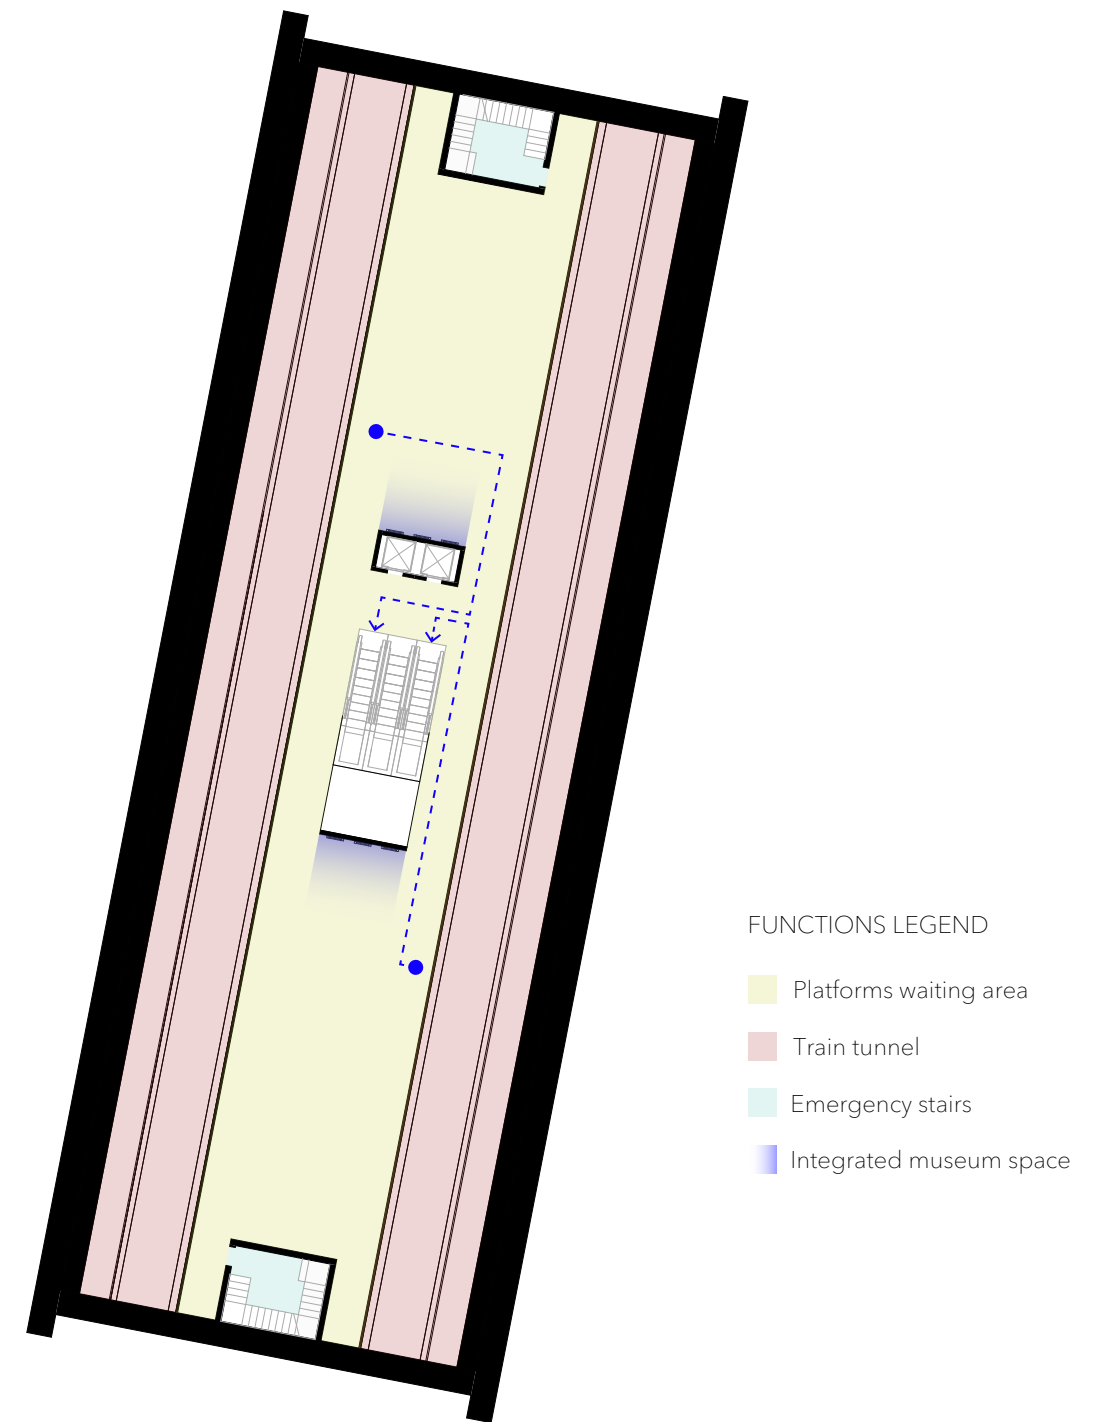 FUNCTIONS LEGEND
Platforms waiting area
Train tunnel
Emergency stairs
Integrated museum space